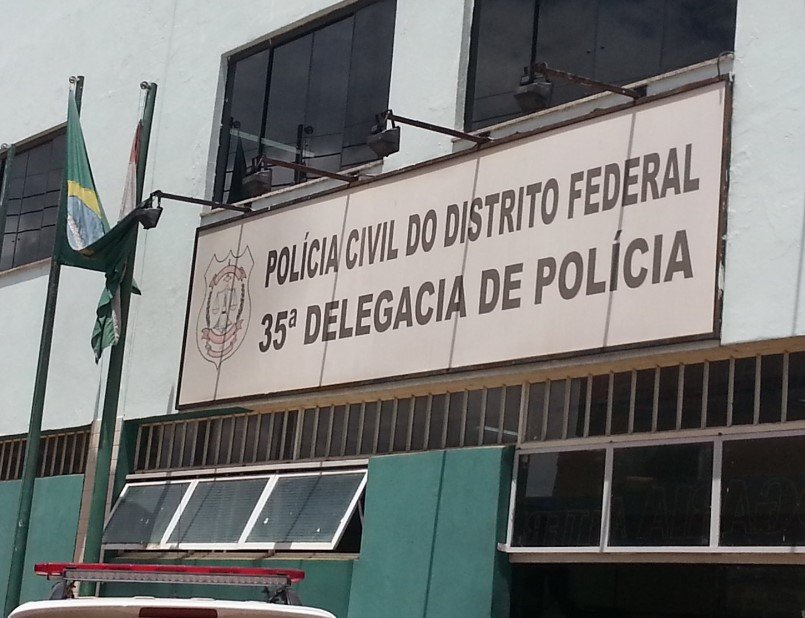 POLÍCIA CIVIL DO DISTRITO FEDERAL
35ª DELEGACIA DE POLÍCIA